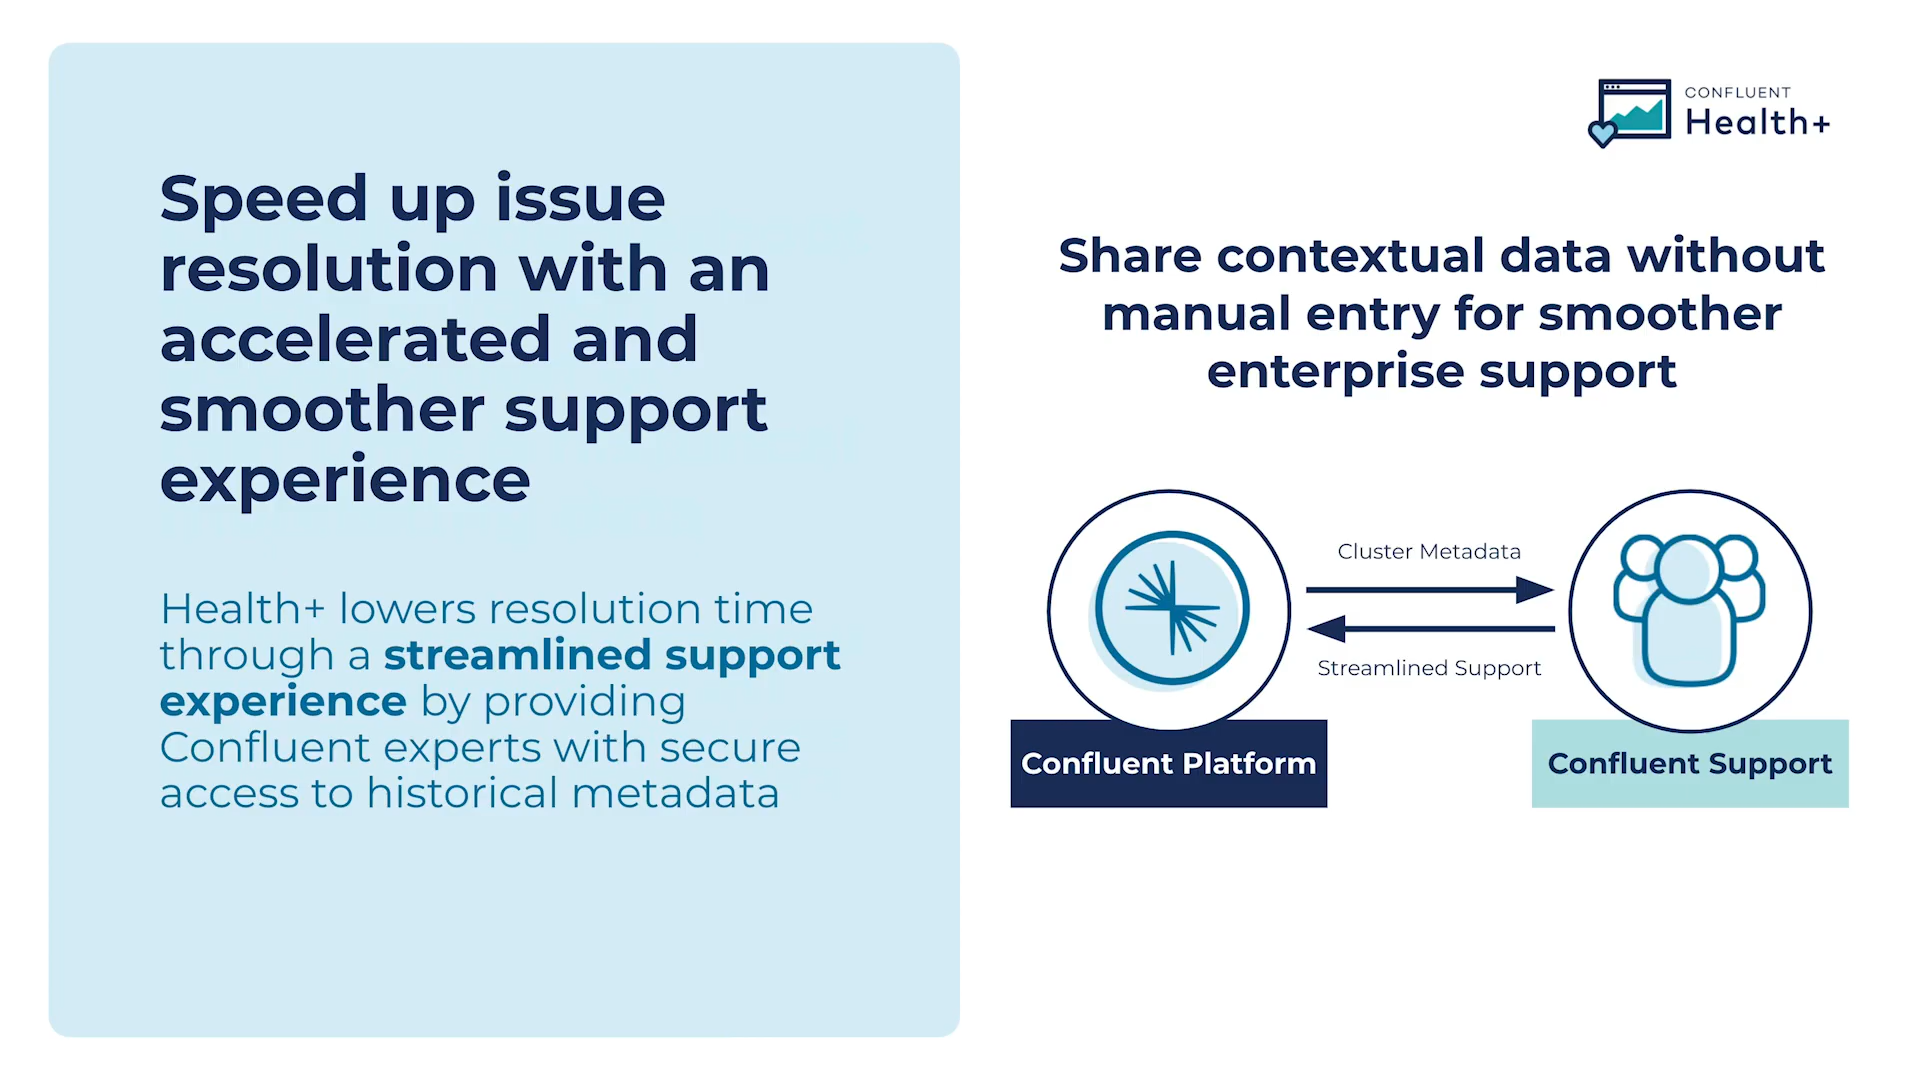 Speed up issue
resolution with an
accelerated and
smoother support
experience
Health+ lowers resolution time
through a streamlined support
experience by providing
Confluent experts with secure
access to historical metadata
CONFLUENT
Health+
Share contextual data without
manual entry for smoother
enterprise support
Cluster Metadata
Streamlined Support
Confluent Platform
Confluent Support